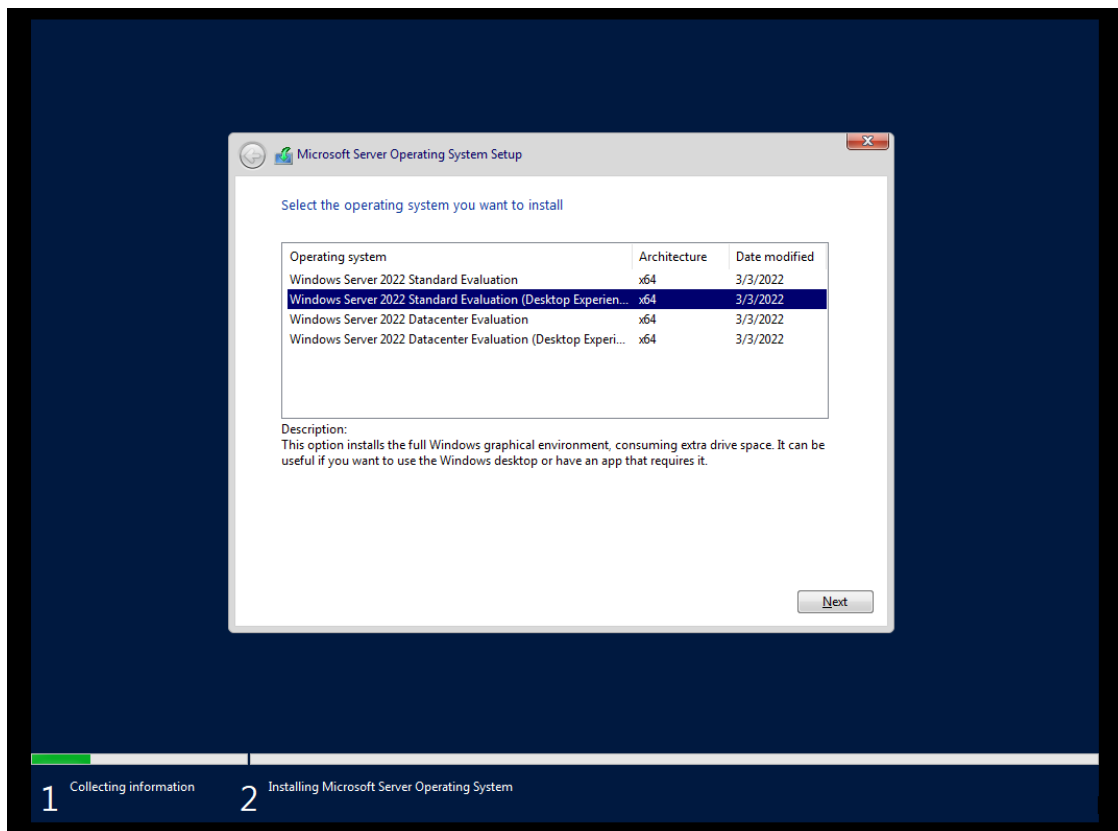 Microsoft Server Operating System Setup
X
Select the operating system you want to install
Operating system Architecture Date modified
Windows Server 2022 Standard Evaluation x64 3/3/2022
Windows Server 2022 Standard Evaluation (Desktop Experien... x64 3/3/2022
Windows Server 2022 Datacenter Evaluation x64 3/3/2022
Windows Server 2022 Datacenter Evaluation (Desktop Experi... x64 3/3/2022
Description:
This option installs the full Windows graphical environment, consuming extra drive space. It can be
useful if you want to use the Windows desktop or have an app that requires it.
Next
1 Collecting information 2 Installing Microsoft Server Operating System